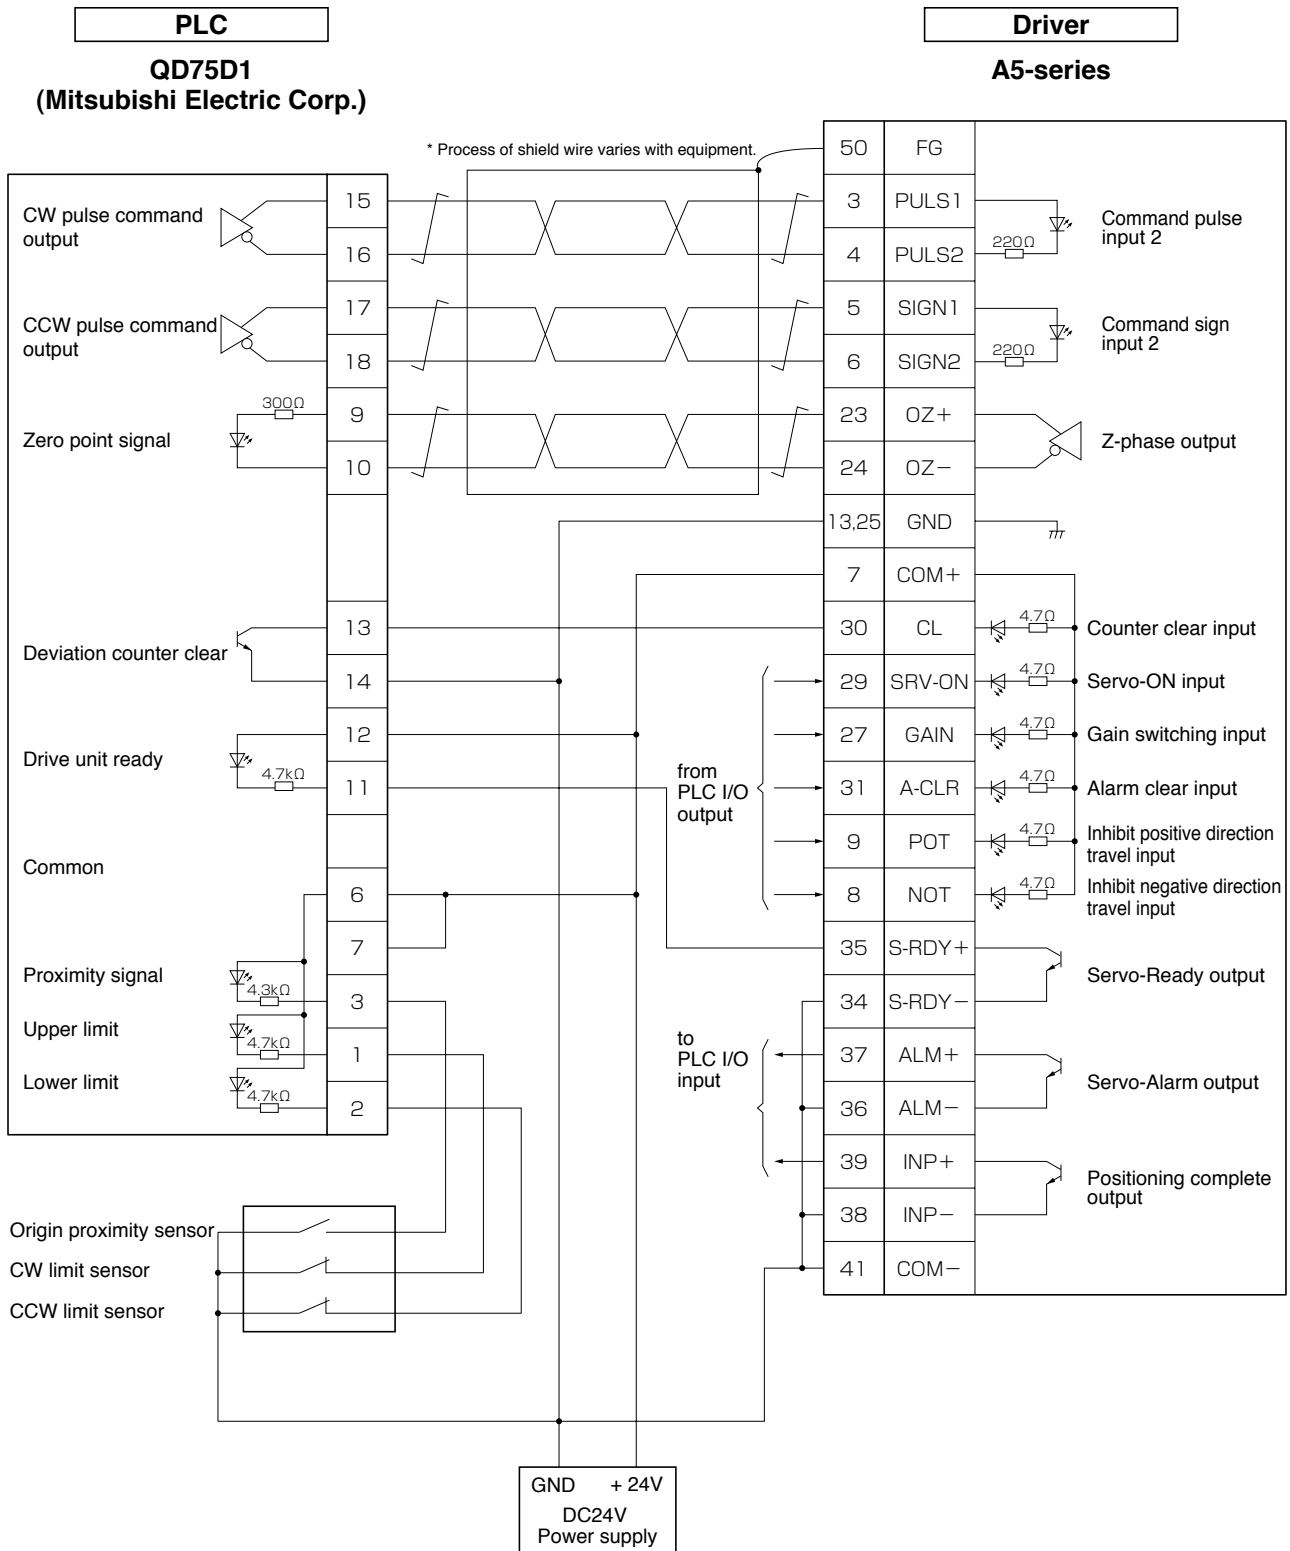 PLC
Driver
QD75D1
(Mitsubishi Electric Corp.)
A5-series
* Process of shield wire varies with equipment.
50 FG
CW pulse command
output
15
16
3 PULS1
4 PULS2
220Ω
Command pulse
input 2
CCW pulse command
output
17
18
5 SIGN1
6 SIGN2
220Ω
Command sign
input 2
Zero point signal
300Ω
9
10
23 OZ+
24 OZ−
Z-phase output
13,25 GND
7 COM+
Deviation counter clear
13
14
30 CL 4.7Ω Counter clear input
29 SRV-ON 4.7Ω Servo-ON input
Drive unit ready
4.7kΩ
12
11
from
PLC I/O
output
27 GAIN 4.7Ω Gain switching input
31 A-CLR 4.7Ω Alarm clear input
9 POT 4.7Ω Inhibit positive direction
travel input
8 NOT 4.7Ω Inhibit negative direction
travel input
Common
6
7
Proximity signal
4.3kΩ
3
Upper limit
4.7kΩ
1
Lower limit
4.7kΩ
2
35 S-RDY+
34 S-RDY−
Servo-Ready output
to
PLC I/O
input
37 ALM+
36 ALM−
Servo-Alarm output
39 INP+
38 INP−
Positioning complete
output
41 COM−
Origin proximity sensor
CW limit sensor
CCW limit sensor
GND + 24V
DC24V
Power supply